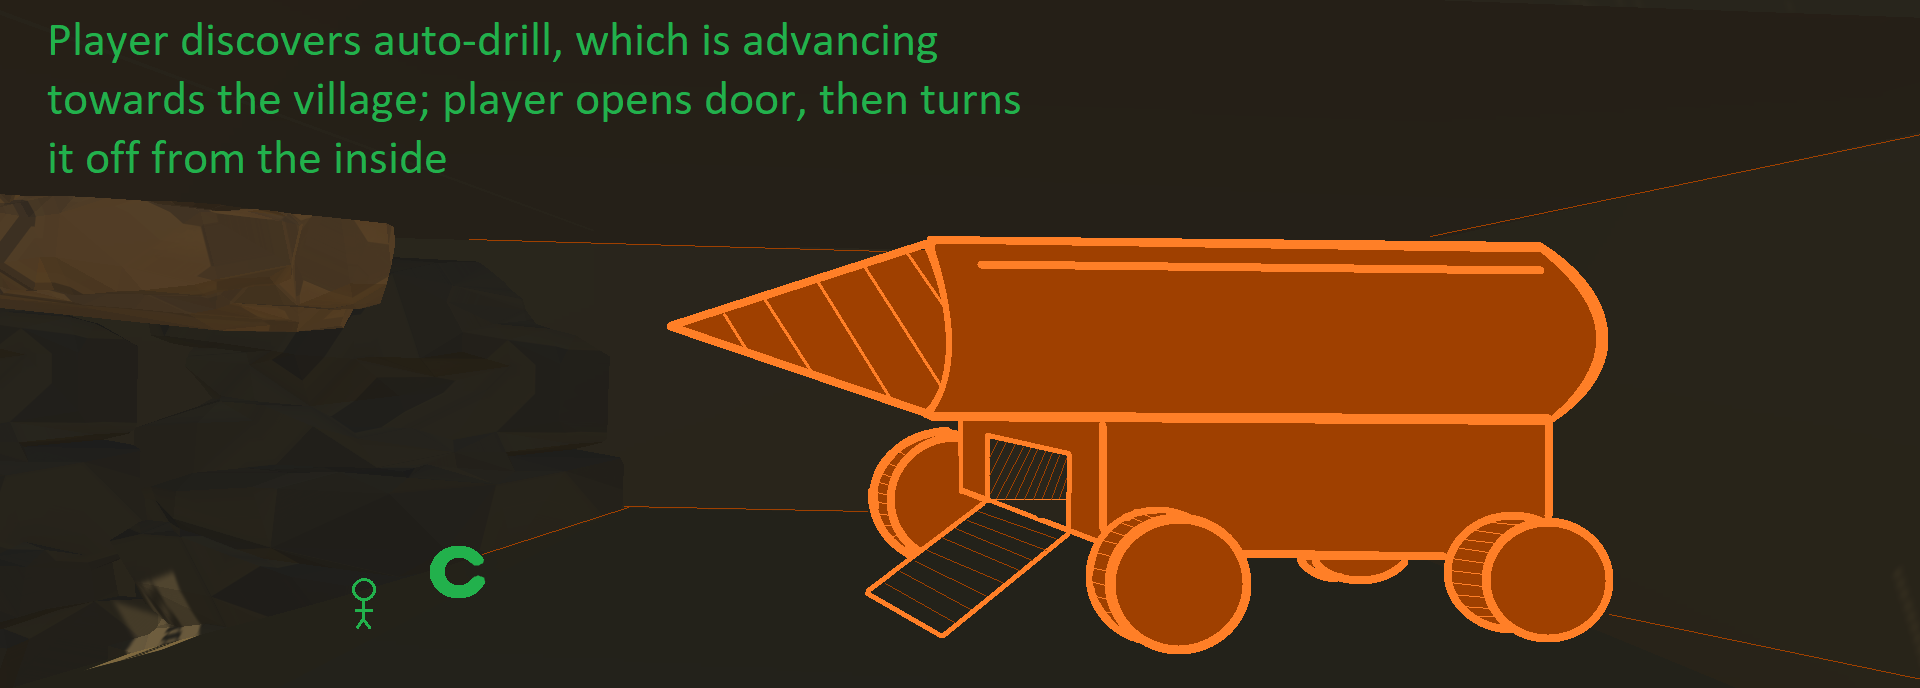 Player discovers auto-drill, which is advancing
towards the village; player opens door, then turns
it off from the inside